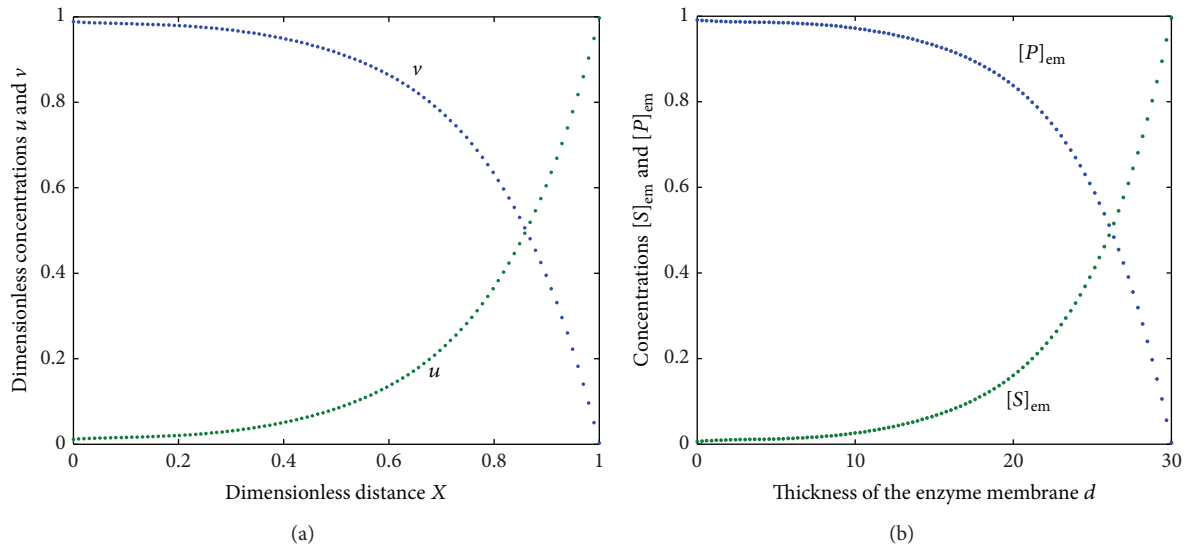 Dimensionless concentrations u and v
1
0.8
0.6
0.4
0.2
0
v
u
0 0.2 0.4 0.6 0.8 1
Dimensionless distance X
(a)
Concentrations [S]em and [P]em
1
0.8
0.6
0.4
0.2
0
[P]em
[S]em
0 10 20 30
Thickness of the enzyme membrane d
(b)